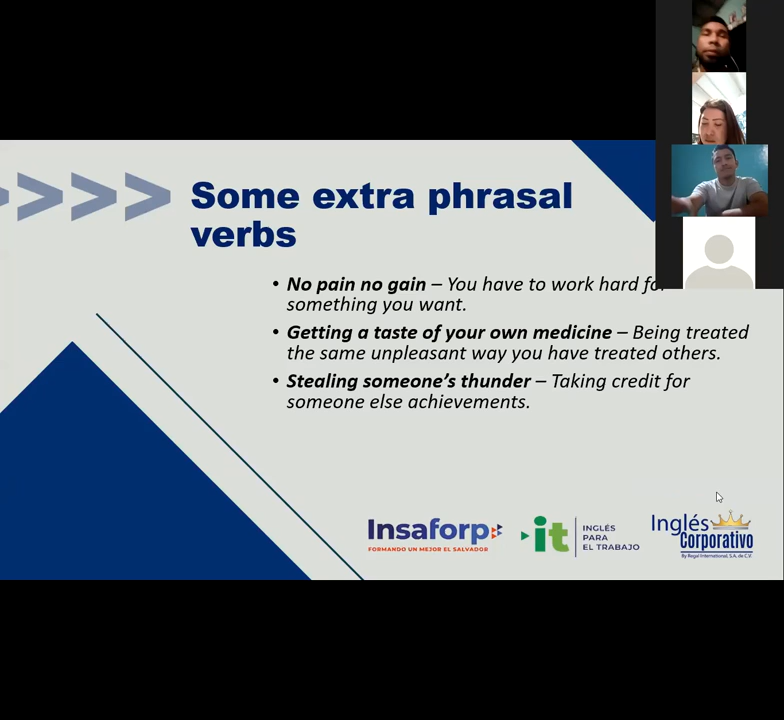 Some extra phrasal
verbs
• No pain no gain – You have to work hard for
something you want.
• Getting a taste of your own medicine – Being treated
the same unpleasant way you have treated others.
• Stealing someone's thunder – Taking credit for
someone else achievements.
Insaforp
FORMANDO UN MEJOR EL SALVADOR
it
INGLÉS
PARA
EL TRABAJO
Inglés
Corporativo
By Regal International, S.A. de C.V.